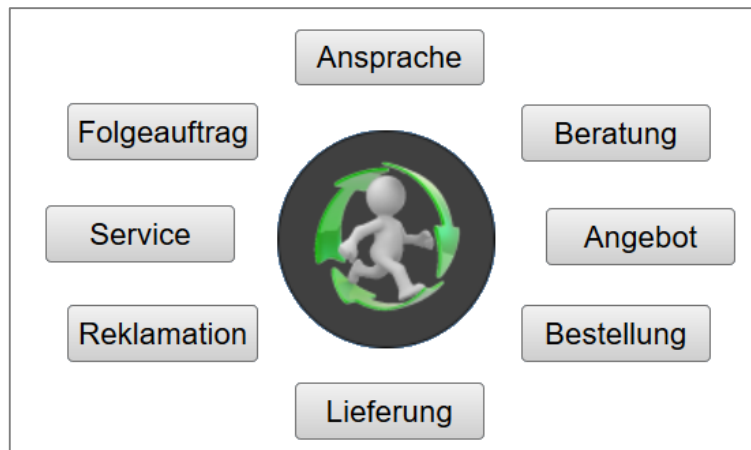 Ansprache
Beratung
Angebot
Bestellung
Lieferung
Reklamation
Service
Folgeauftrag